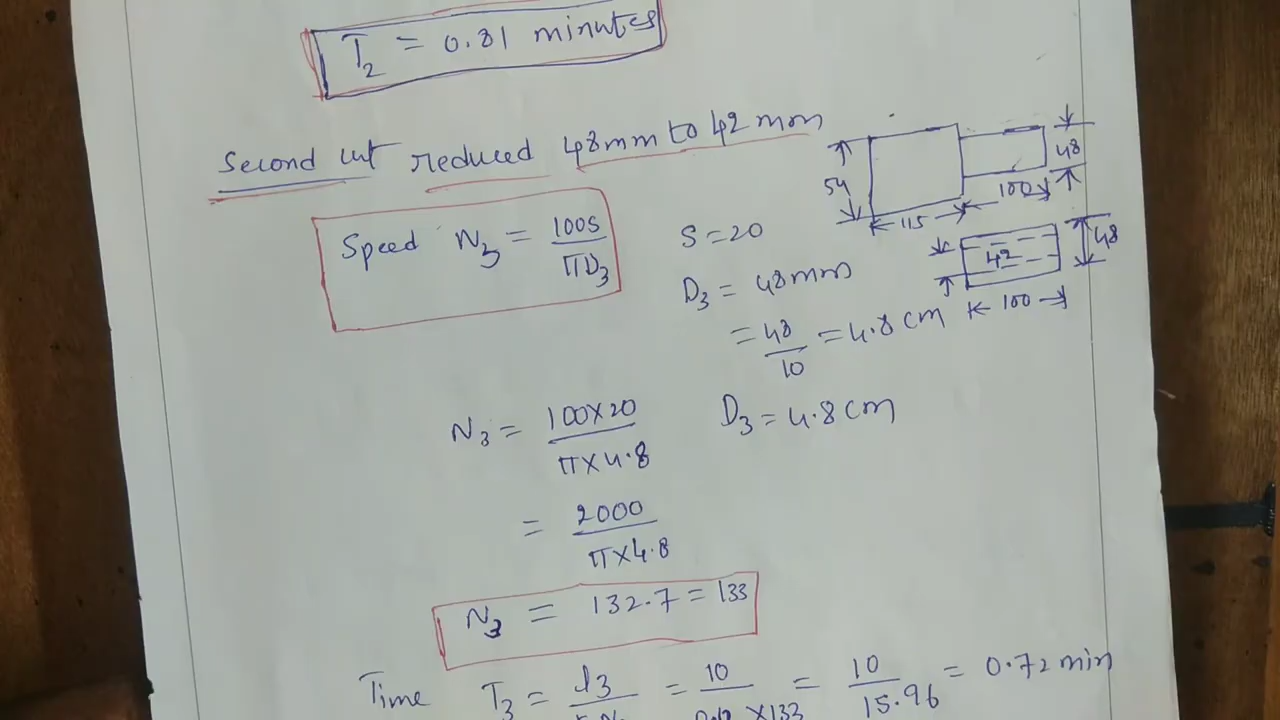 T₂ = 0.81 minutes
Second cut reduced 48mm to 42 mm
54
115
100
48
Speed N₃ = 100S / πD₃
S = 20
42
48
100
D₃ = 48mm
= 48/10 = 4.8 cm
N₃ = 100×20 / π×4.8
D₃ = 4.8 cm
= 2000 / π×4.8
N₃ = 132.7 = 133
Time T₃ = l₃ / = 10 / ×133 = 10 / 15.96 = 0.72 min